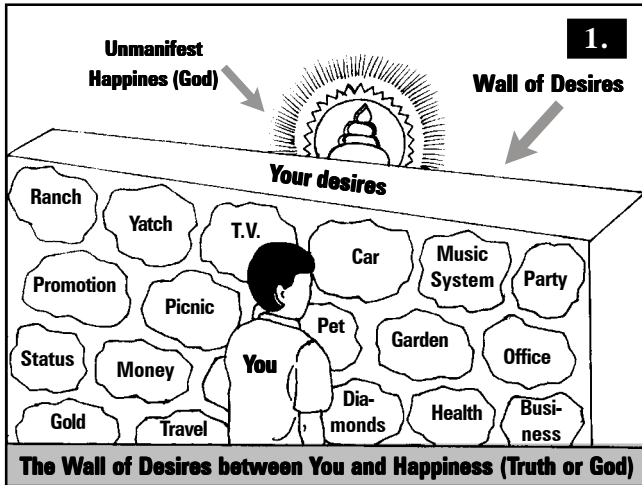 1.
Unmanifest
Happines (God)
Wall of Desires
Your desires
Ranch
Yatch
T.V.
Car
Music
System
Party
Promotion
Picnic
Pet
Garden
Office
Status
Money
You
Dia-
monds
Health
Busi-
ness
Gold
Travel
The Wall of Desires between You and Happiness (Truth or God)